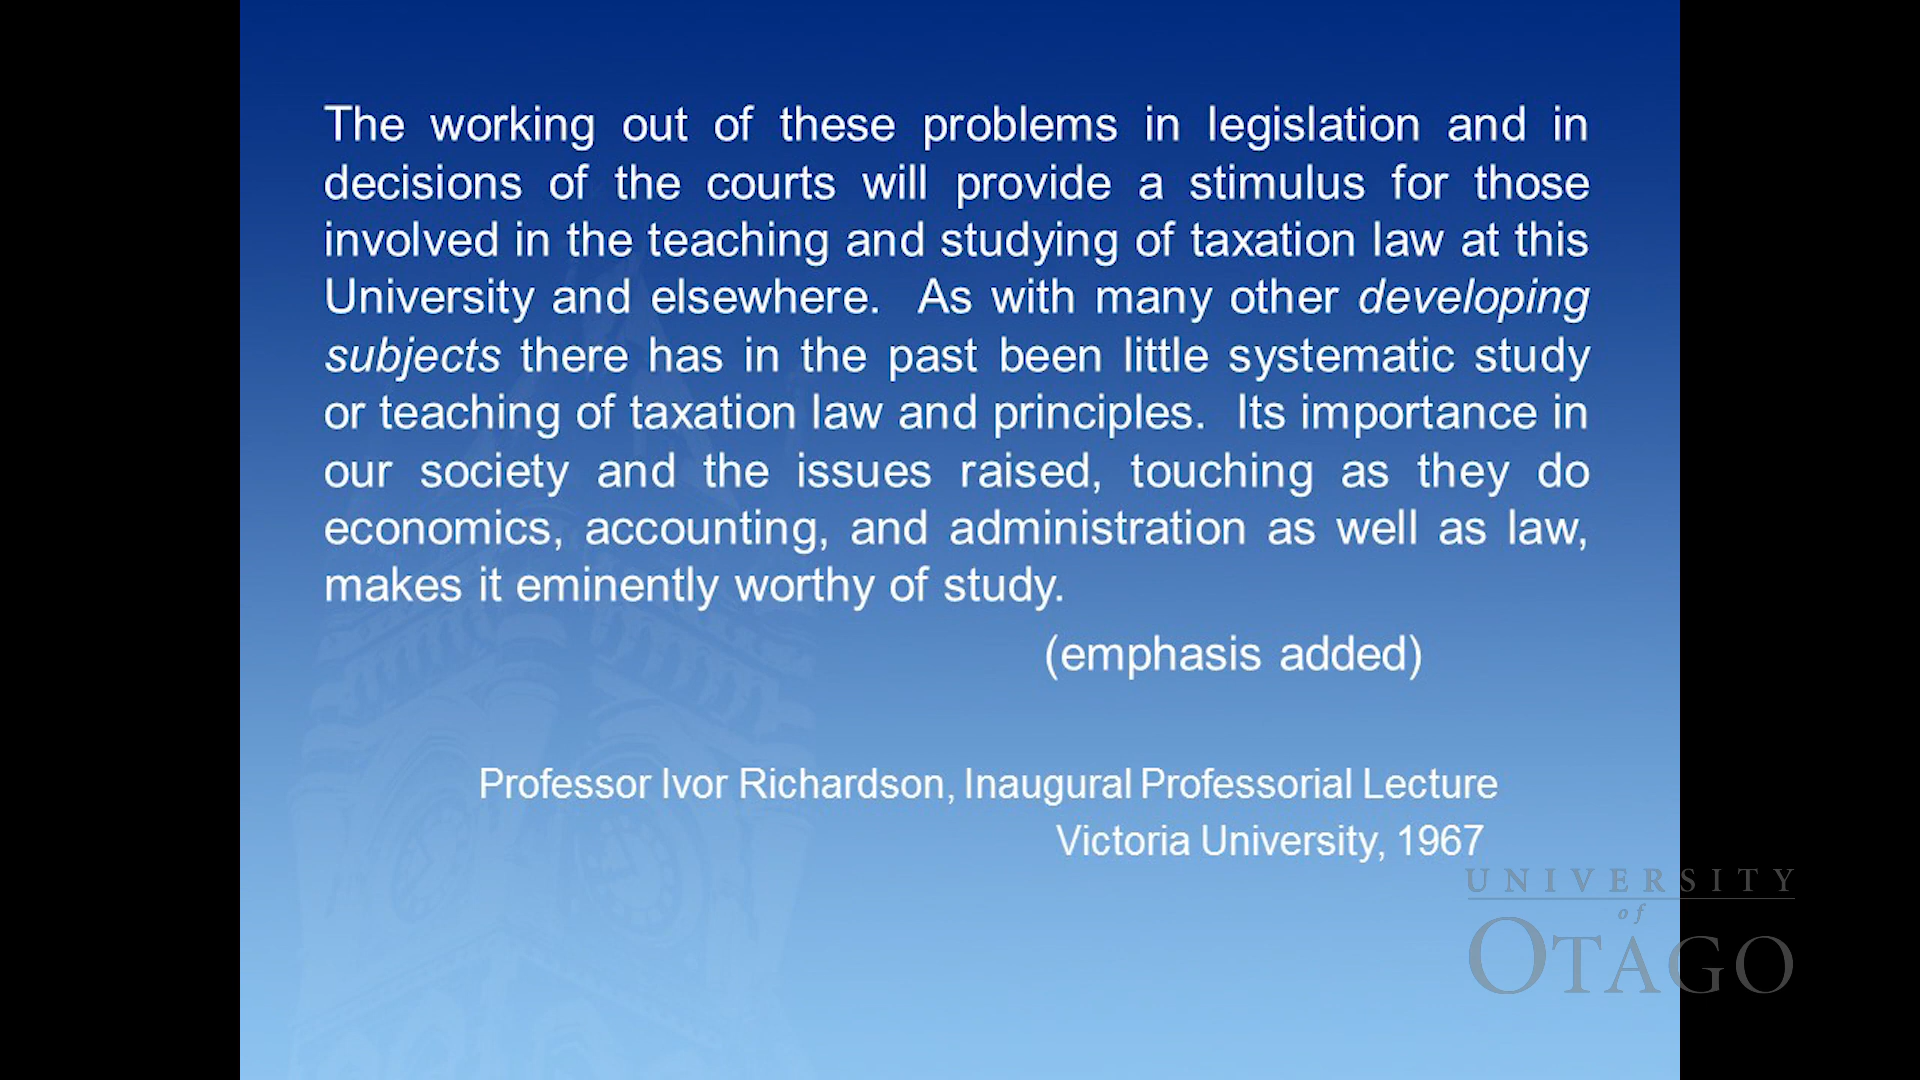 The working out of these problems in legislation and in
decisions of the courts will provide a stimulus for those
involved in the teaching and studying of taxation law at this
University and elsewhere.  As with many other developing
subjects there has in the past been little systematic study
or teaching of taxation law and principles.  Its importance in
our society and the issues raised, touching as they do
economics, accounting, and administration as well as law,
makes it eminently worthy of study.
(emphasis added)
Professor Ivor Richardson, Inaugural Professorial Lecture
Victoria University, 1967
UNIVERSITY
of
OTAGO